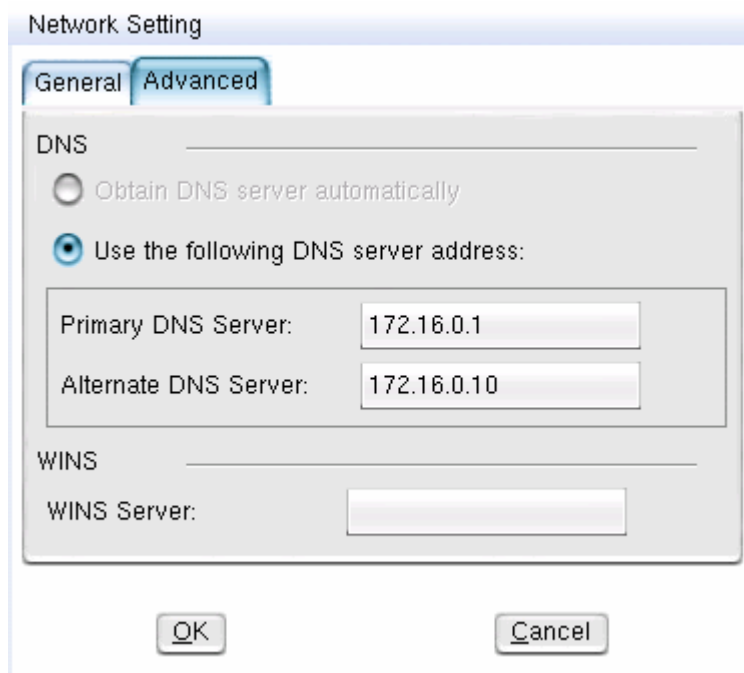 Network Setting
General Advanced
DNS
Obtain DNS server automatically
Use the following DNS server address:
Primary DNS Server: 172.16.0.1
Alternate DNS Server: 172.16.0.10
WINS
WINS Server:
OK Cancel